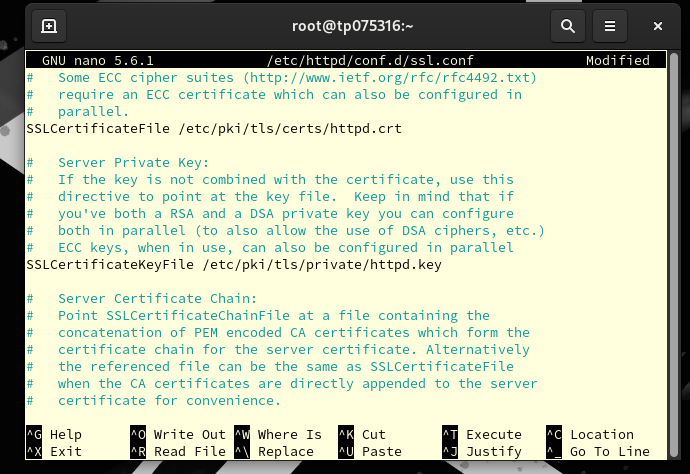 root@tp075316:~
GNU nano 5.6.1 /etc/httpd/conf.d/ssl.conf Modified
# Some ECC cipher suites (http://www.ietf.org/rfc/rfc4492.txt)
# require an ECC certificate which can also be configured in
# parallel.
SSLCertificateFile /etc/pki/tls/certs/httpd.crt
# Server Private Key:
# If the key is not combined with the certificate, use this
# directive to point at the key file. Keep in mind that if
# you've both a RSA and a DSA private key you can configure
# both in parallel (to also allow the use of DSA ciphers, etc.)
# ECC keys, when in use, can also be configured in parallel
SSLCertificateKeyFile /etc/pki/tls/private/httpd.key
# Server Certificate Chain:
# Point SSLCertificateChainFile at a file containing the
# concatenation of PEM encoded CA certificates which form the
# certificate chain for the server certificate. Alternatively
# the referenced file can be the same as SSLCertificateFile
# when the CA certificates are directly appended to the server
# certificate for convenience.
^G Help ^O Write Out ^W Where Is ^K Cut ^T Execute ^C Location
^X Exit ^R Read File ^\ Replace ^U Paste ^J Justify ^_ Go To Line